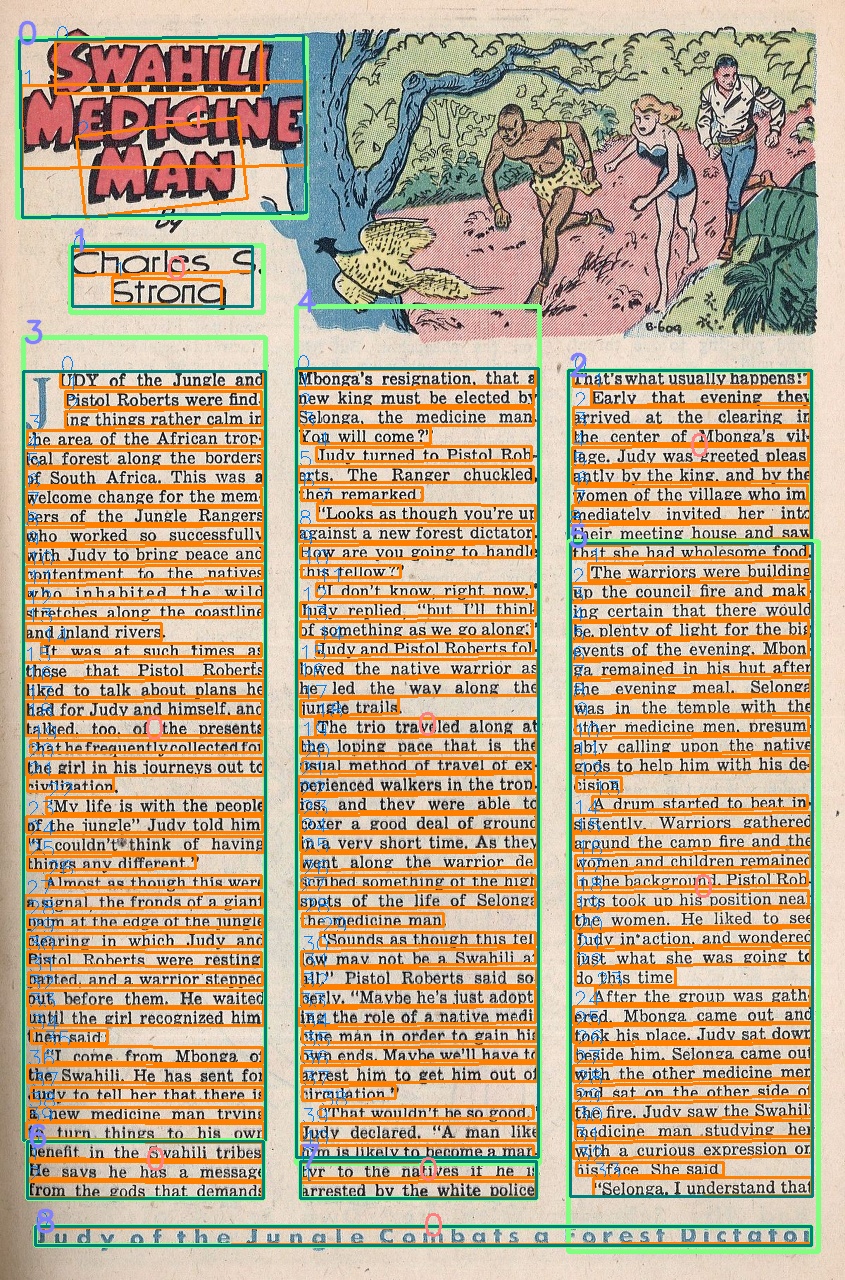 SWAHILI
MEDICINE
MAN
By
Charles S.
Strong
B-609
JUDY of the Jungle and
Pistol Roberts were find-
ing things rather calm in
the area of the African trop-
ical forest along the borders
of South Africa. This was a
welcome change for the mem-
bers of the Jungle Rangers
who worked so successfully
with Judy to bring peace and
contentment to the natives
who inhabited the wild
stretches along the coastline
and inland rivers.
It was at such times as
these that Pistol Roberts
liked to talk about plans he
had for Judy and himself, and
talked, too, of the presents
that he frequently collected for
the girl in his journeys out to
civilization.
"My life is with the people
of the jungle" Judy told him
"I couldn't think of having
things any different."
Almost as though this were
a signal, the fronds of a giant
palm at the edge of the jungle
clearing in which Judy and
Pistol Roberts were resting
parted, and a warrior stepped
out before them. He waited
until the girl recognized him
then said:
"I come from Mbonga of
the Swahili. He has sent for
Judy to tell her that there is
a new medicine man trying
to turn things to his own
benefit in the Swahili tribes
He says he has a message
from the gods that demands
Mbonga's resignation, that a
new king must be elected by
Selonga, the medicine man.
You will come?"
Judy turned to Pistol Rob-
erts. The Ranger chuckled,
then remarked.
"Looks as though you're up
against a new forest dictator.
How are you going to handle
this fellow?"
"I don't know, right now,"
Judy replied, "but I'll think
of something as we go along."
Judy and Pistol Roberts fol-
lowed the native warrior as
he led the way along the
jungle trails.
The trio travelled along at
the loping pace that is the
usual method of travel of ex-
perienced walkers in the trop-
ics, and they were able to
cover a good deal of ground
in a very short time. As they
went along the warrior de-
scribed something of the high
spots of the life of Selonga
the medicine man.
"Sounds as though this fel-
low may not be a Swahili at
all." Pistol Roberts said so-
berly. "Maybe he's just adopt-
ing the role of a native medi-
cine man in order to gain his
own ends. Maybe we'll have to
arrest him to get him out of
circulation."
"That wouldn't be so good,"
Judy declared. "A man like
him is likely to become a mar-
tyr to the natives if he is
arrested by the white police
That's what usually happens!"
Early that evening they
arrived at the clearing in
the center of Mbonga's vil-
lage. Judy was greeted pleas-
antly by the king, and by the
women of the village who im-
mediately invited her into
their meeting house and saw
that she had wholesome food.
The warriors were building
up the council fire and mak-
ing certain that there would
be plenty of light for the big
events of the evening. Mbon-
ga remained in his hut after
the evening meal. Selonga
was in the temple with the
other medicine men, presum-
ably calling upon the native
gods to help him with his de-
cision.
A drum started to beat in-
sistently. Warriors gathered
around the camp fire and the
women and children remained
in the background. Pistol Rob-
erts took up his position near
the women. He liked to see
Judy in action, and wondered
just what she was going to
do this time
After the group was gath-
ered. Mbonga came out and
took his place. Judy sat down
beside him. Selonga came out
with the other medicine men
and sat on the other side of
the fire. Judy saw the Swahili
medicine man studying her
with a curious expression on
his face. She said:
"Selonga, I understand that
Judy of the Jungle Combats a Forest Dictator